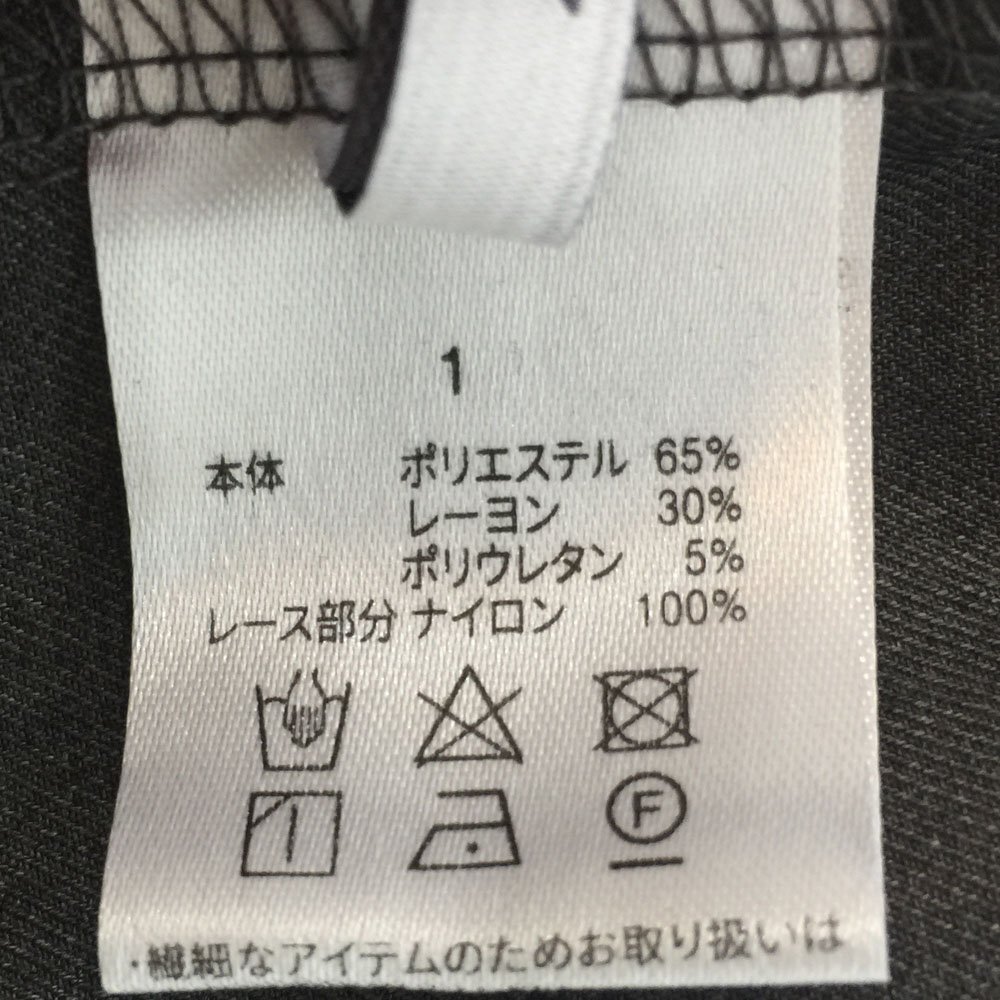 1
本体 ポリエステル 65%
レーヨン 30%
ポリウレタン 5%
レース部分 ナイロン 100%
F
・繊細なアイテムのためお取り扱いは